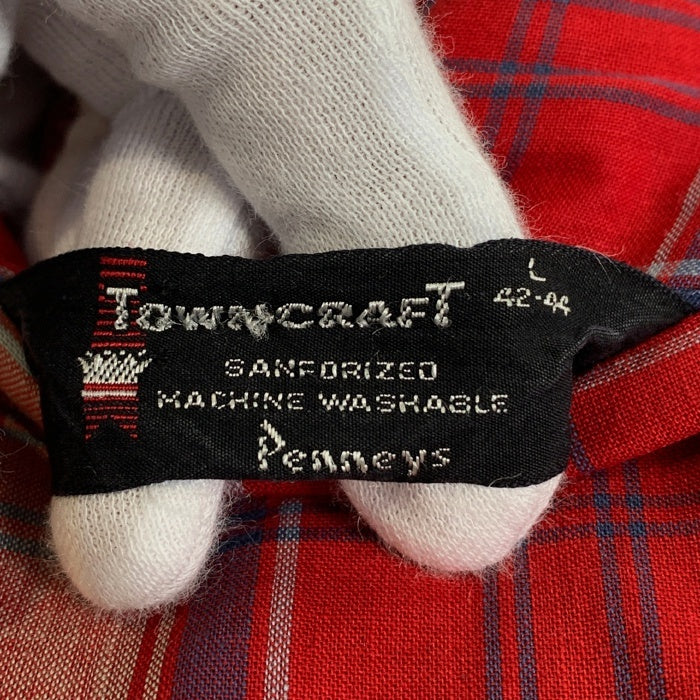 TOWNCRAFT
L
42-44
SANFORIZED
MACHINE WASHABLE
Penneys